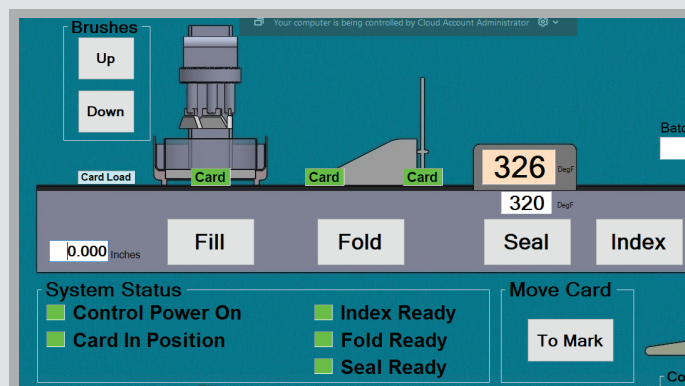 Your computer is being controlled by Cloud Account Administrator
Brushes
Up
Down
Card Load
Card
Card
Card
326
DegF
320 DegF
0.000 Inches
Fill
Fold
Seal
Index
System Status
Control Power On
Card In Position
Index Ready
Fold Ready
Seal Ready
Move Card
To Mark